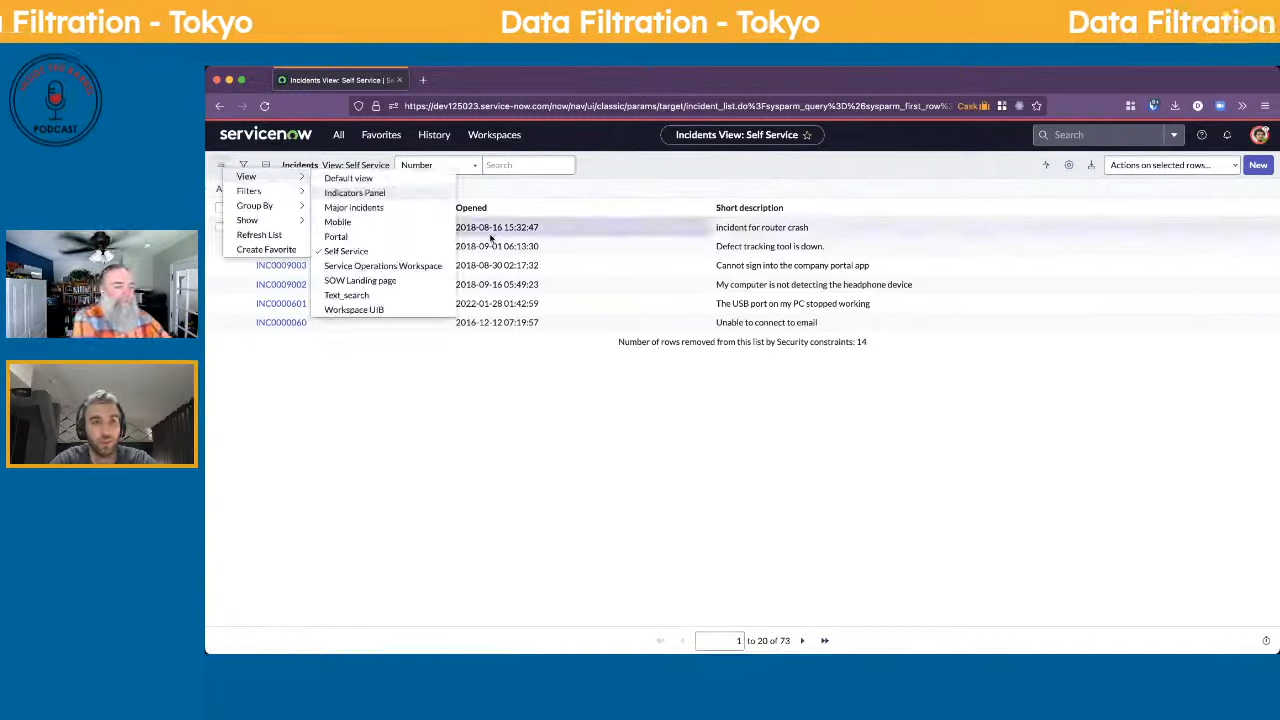 a Filtration - Tokyo
Data Filtration - Tokyo
Data Filtration
PODCAST
Incidents View: Self Service | Se
https://dev125023.service-now.com/now/nav/ui/classic/params/target/incident_list.do%3Fsysparm_query%3D%26sysparm_first_row%
Cask
servicenow
All
Favorites
History
Workspaces
Incidents View: Self Service
Search
Incidents View: Self Service
Number
Search
Actions on selected rows...
New
View
Filters
Group By
Show
Refresh List
Create Favorite
Default view
Indicators Panel
Major Incidents
Mobile
Portal
Self Service
Service Operations Workspace
SOW Landing page
Text_search
Workspace UIB
Opened
Short description
2018-08-16 15:32:47
incident for router crash
2018-09-01 06:13:30
Defect tracking tool is down.
INC0009003
2018-08-30 02:17:32
Cannot sign into the company portal app
INC0009002
2018-09-16 05:49:23
My computer is not detecting the headphone device
INC0000601
2022-01-28 01:42:59
The USB port on my PC stopped working
INC0000060
2016-12-12 07:19:57
Unable to connect to email
Number of rows removed from this list by Security constraints: 14
1 to 20 of 73